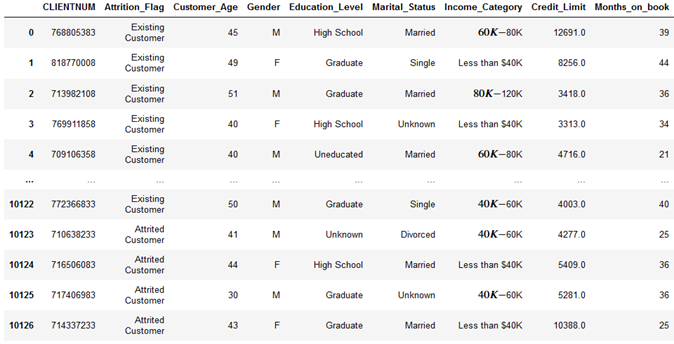 CLIENTNUM Attrition_Flag Customer_Age Gender Education_Level Marital_Status Income_Category Credit_Limit Months_on_book
0 768805383 Existing Customer 45 M High School Married 60K−80K 12691.0 39
1 818770008 Existing Customer 49 F Graduate Single Less than $40K 8256.0 44
2 713982108 Existing Customer 51 M Graduate Married 80K−120K 3418.0 36
3 769911858 Existing Customer 40 F High School Unknown Less than $40K 3313.0 34
4 709106358 Existing Customer 40 M Uneducated Married 60K−80K 4716.0 21
... ... ... ... ... ... ... ... ... ...
10122 772366833 Existing Customer 50 M Graduate Single 40K−60K 4003.0 40
10123 710638233 Attrited Customer 41 M Unknown Divorced 40K−60K 4277.0 25
10124 716506083 Attrited Customer 44 F High School Married Less than $40K 5409.0 36
10125 717406983 Attrited Customer 30 M Graduate Unknown 40K−60K 5281.0 36
10126 714337233 Attrited Customer 43 F Graduate Married Less than $40K 10388.0 25